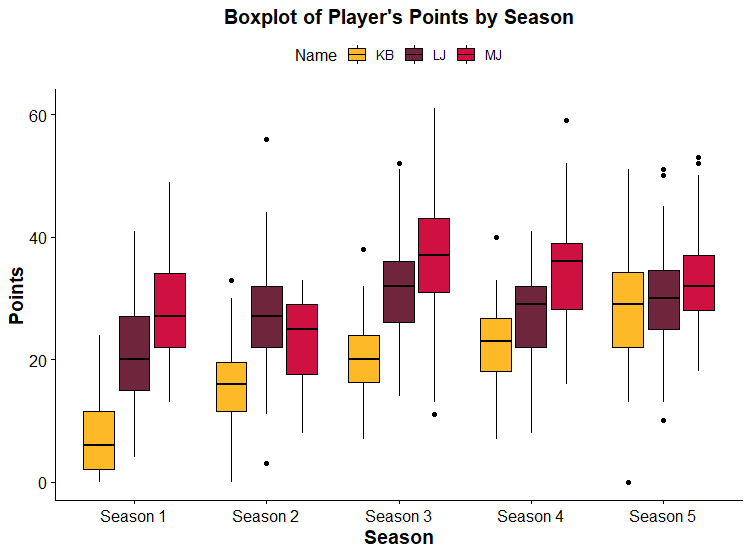 Boxplot of Player's Points by Season
Name KB LJ MJ
Points
60
40
20
0
Season 1 Season 2 Season 3 Season 4 Season 5
Season